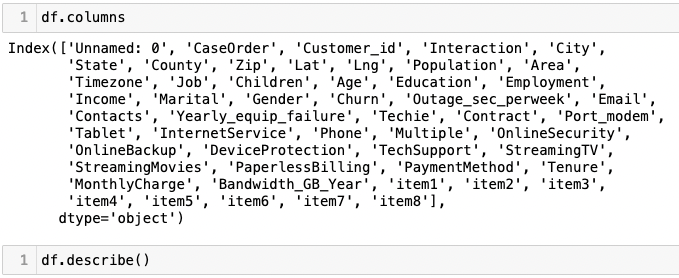 1 df.columns
Index(['Unnamed: 0', 'CaseOrder', 'Customer_id', 'Interaction', 'City',
'State', 'County', 'Zip', 'Lat', 'Lng', 'Population', 'Area',
'Timezone', 'Job', 'Children', 'Age', 'Education', 'Employment',
'Income', 'Marital', 'Gender', 'Churn', 'Outage_sec_perweek', 'Email',
'Contacts', 'Yearly_equip_failure', 'Techie', 'Contract', 'Port_modem',
'Tablet', 'InternetService', 'Phone', 'Multiple', 'OnlineSecurity',
'OnlineBackup', 'DeviceProtection', 'TechSupport', 'StreamingTV',
'StreamingMovies', 'PaperlessBilling', 'PaymentMethod', 'Tenure',
'MonthlyCharge', 'Bandwidth_GB_Year', 'item1', 'item2', 'item3',
'item4', 'item5', 'item6', 'item7', 'item8'],
dtype='object')
1 df.describe()